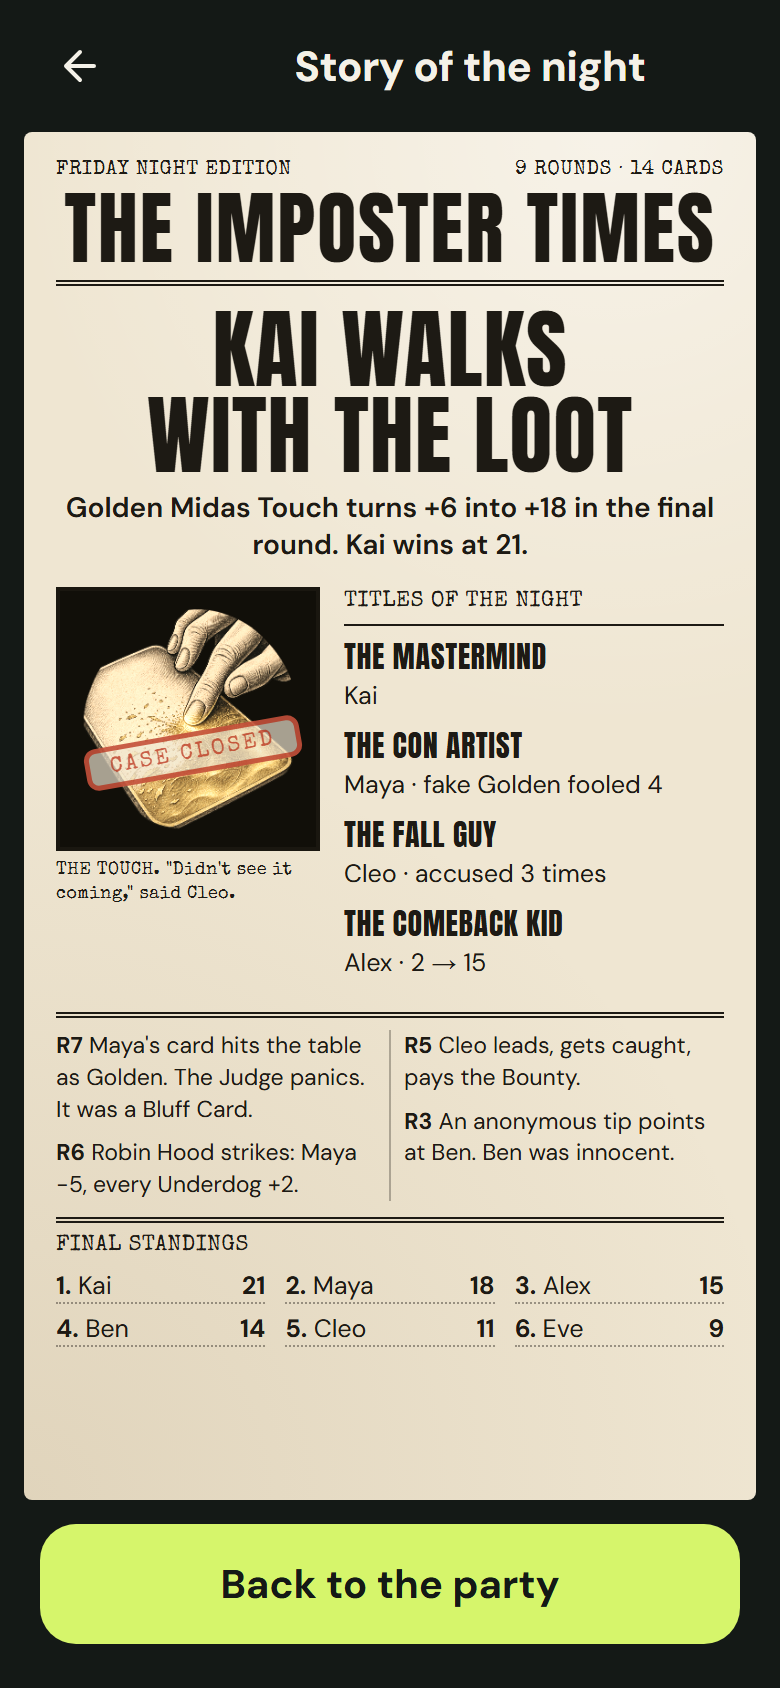 Story of the night
FRIDAY NIGHT EDITION
9 ROUNDS · 14 CARDS
THE IMPOSTER TIMES
KAI WALKS
WITH THE LOOT
Golden Midas Touch turns +6 into +18 in the final
round. Kai wins at 21.
CASE CLOSED
THE TOUCH. "Didn't see it
coming," said Cleo.
TITLES OF THE NIGHT
THE MASTERMIND
Kai
THE CON ARTIST
Maya · fake Golden fooled 4
THE FALL GUY
Cleo · accused 3 times
THE COMEBACK KID
Alex · 2 → 15
R7 Maya's card hits the table
as Golden. The Judge panics.
It was a Bluff Card.
R6 Robin Hood strikes: Maya
−5, every Underdog +2.
R5 Cleo leads, gets caught,
pays the Bounty.
R3 An anonymous tip points
at Ben. Ben was innocent.
FINAL STANDINGS
1. Kai 21 2. Maya 18 3. Alex 15
4. Ben 14 5. Cleo 11 6. Eve 9
Back to the party